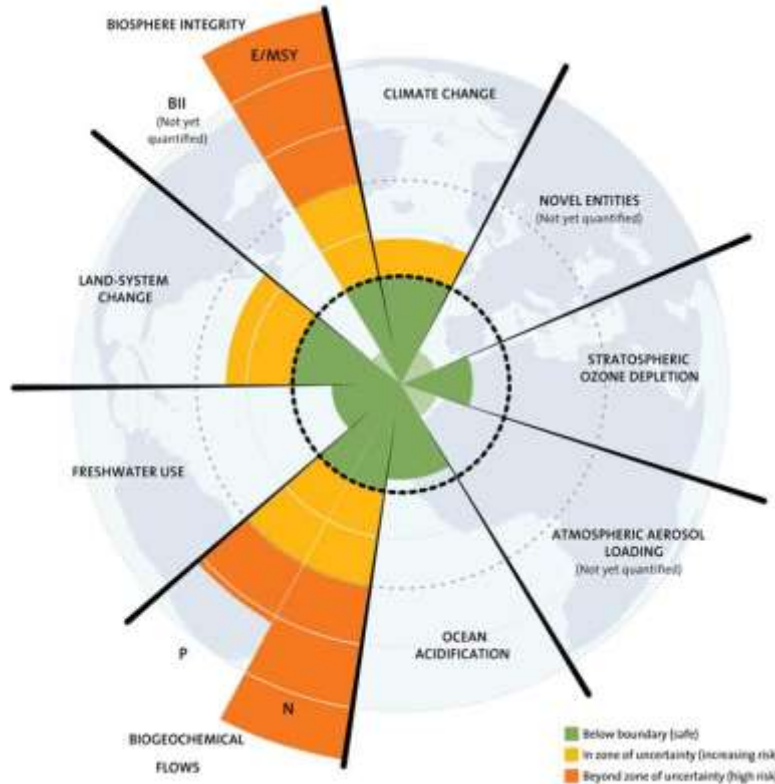 BIOSPHERE INTEGRITY
E/MSY
CLIMATE CHANGE
BII
(Not yet
quantified)
NOVEL ENTITIES
(Not yet quantified)
LAND-SYSTEM
CHANGE
STRATOSPHERIC
OZONE DEPLETION
FRESHWATER USE
ATMOSPHERIC AEROSOL
LOADING
(Not yet quantified)
OCEAN
ACIDIFICATION
P
N
BIOGEOCHEMICAL
FLOWS
Below boundary (safe)
In zone of uncertainty (increasing risk
Beyond zone of uncertainty (high risk